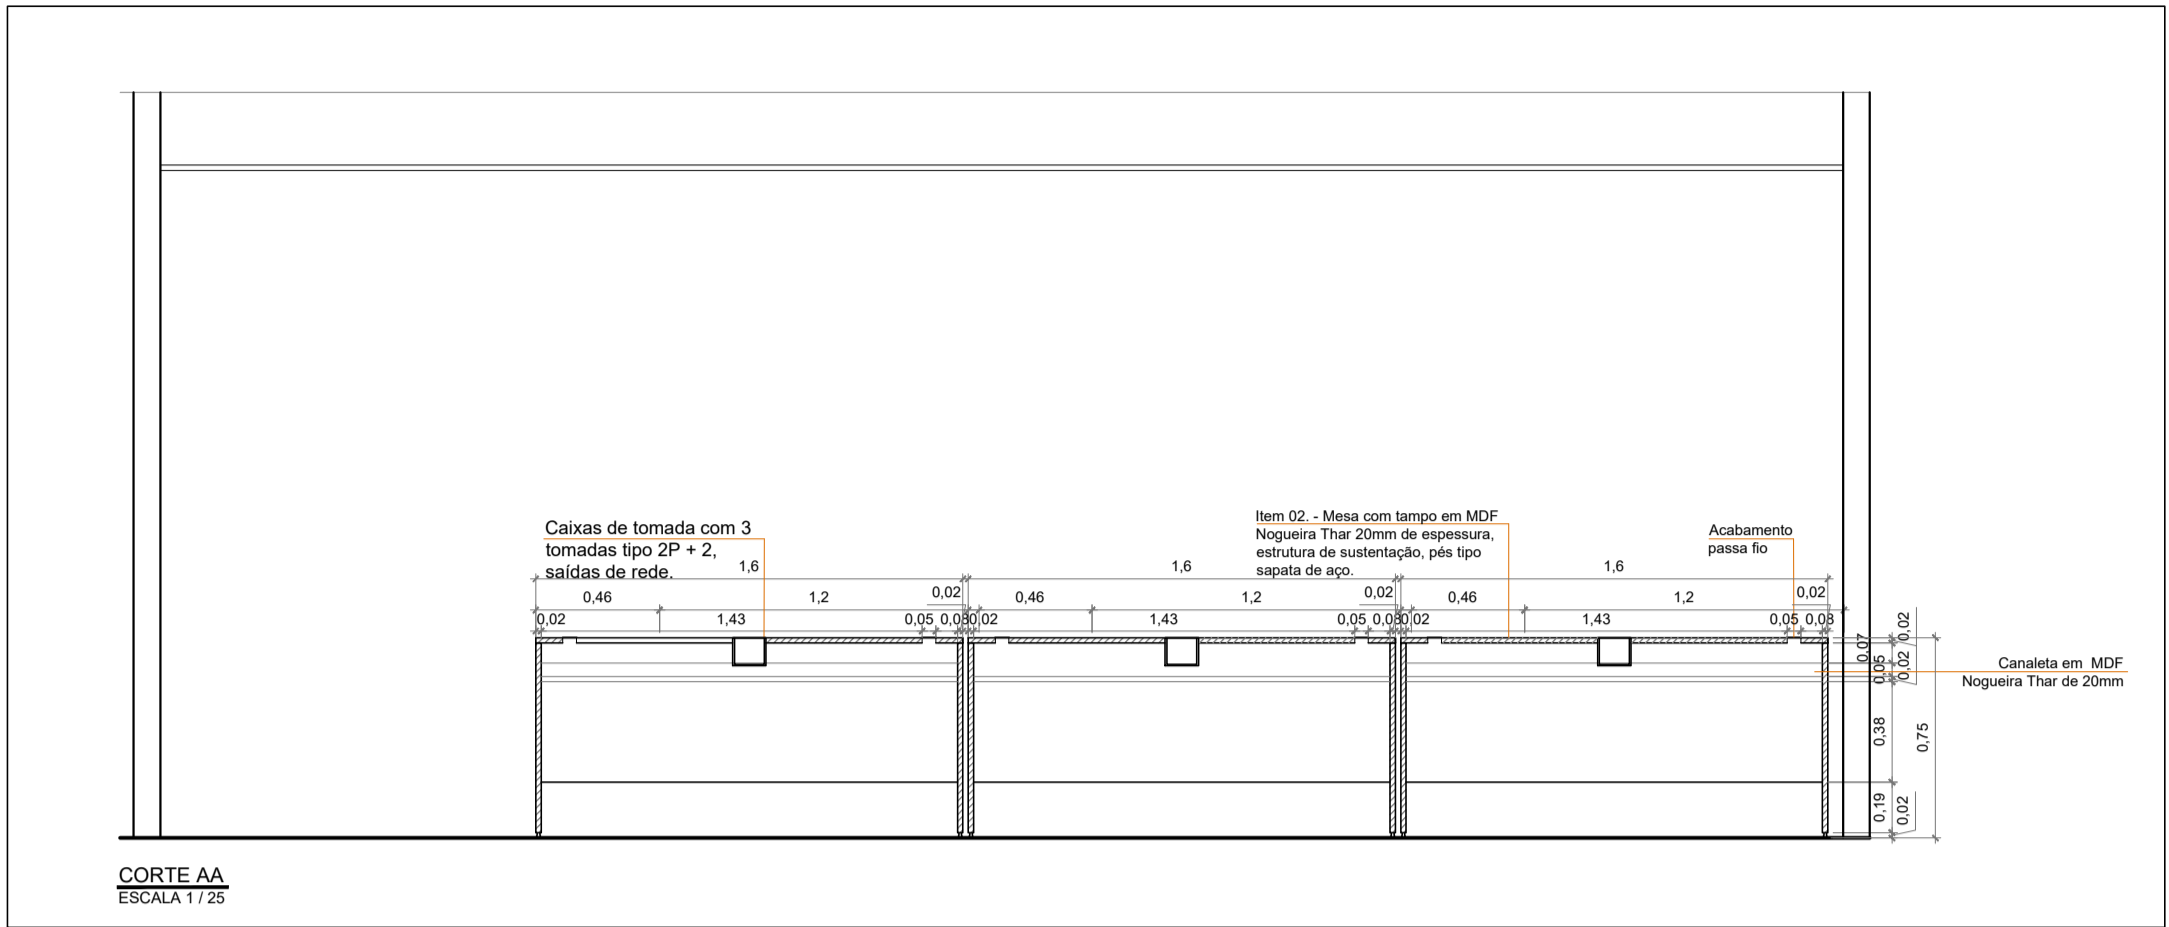 Caixas de tomada com 3
tomadas tipo 2P + 2,
saídas de rede.
Item 02. - Mesa com tampo em MDF
Nogueira Thar 20mm de espessura,
estrutura de sustentação, pés tipo
sapata de aço.
Acabamento
passa fio
1,6 1,6 1,6
0,46 1,2 0,02 0,46 1,2 0,02 0,46 1,2 0,02
0,02 1,43 0,05 0,08 0,02 1,43 0,05 0,08 0,02 1,43 0,05 0,08
0,02
0,07
0,05
0,02
Canaleta em MDF
Nogueira Thar de 20mm
0,38
0,75
0,19
0,02
CORTE AA
ESCALA 1 / 25